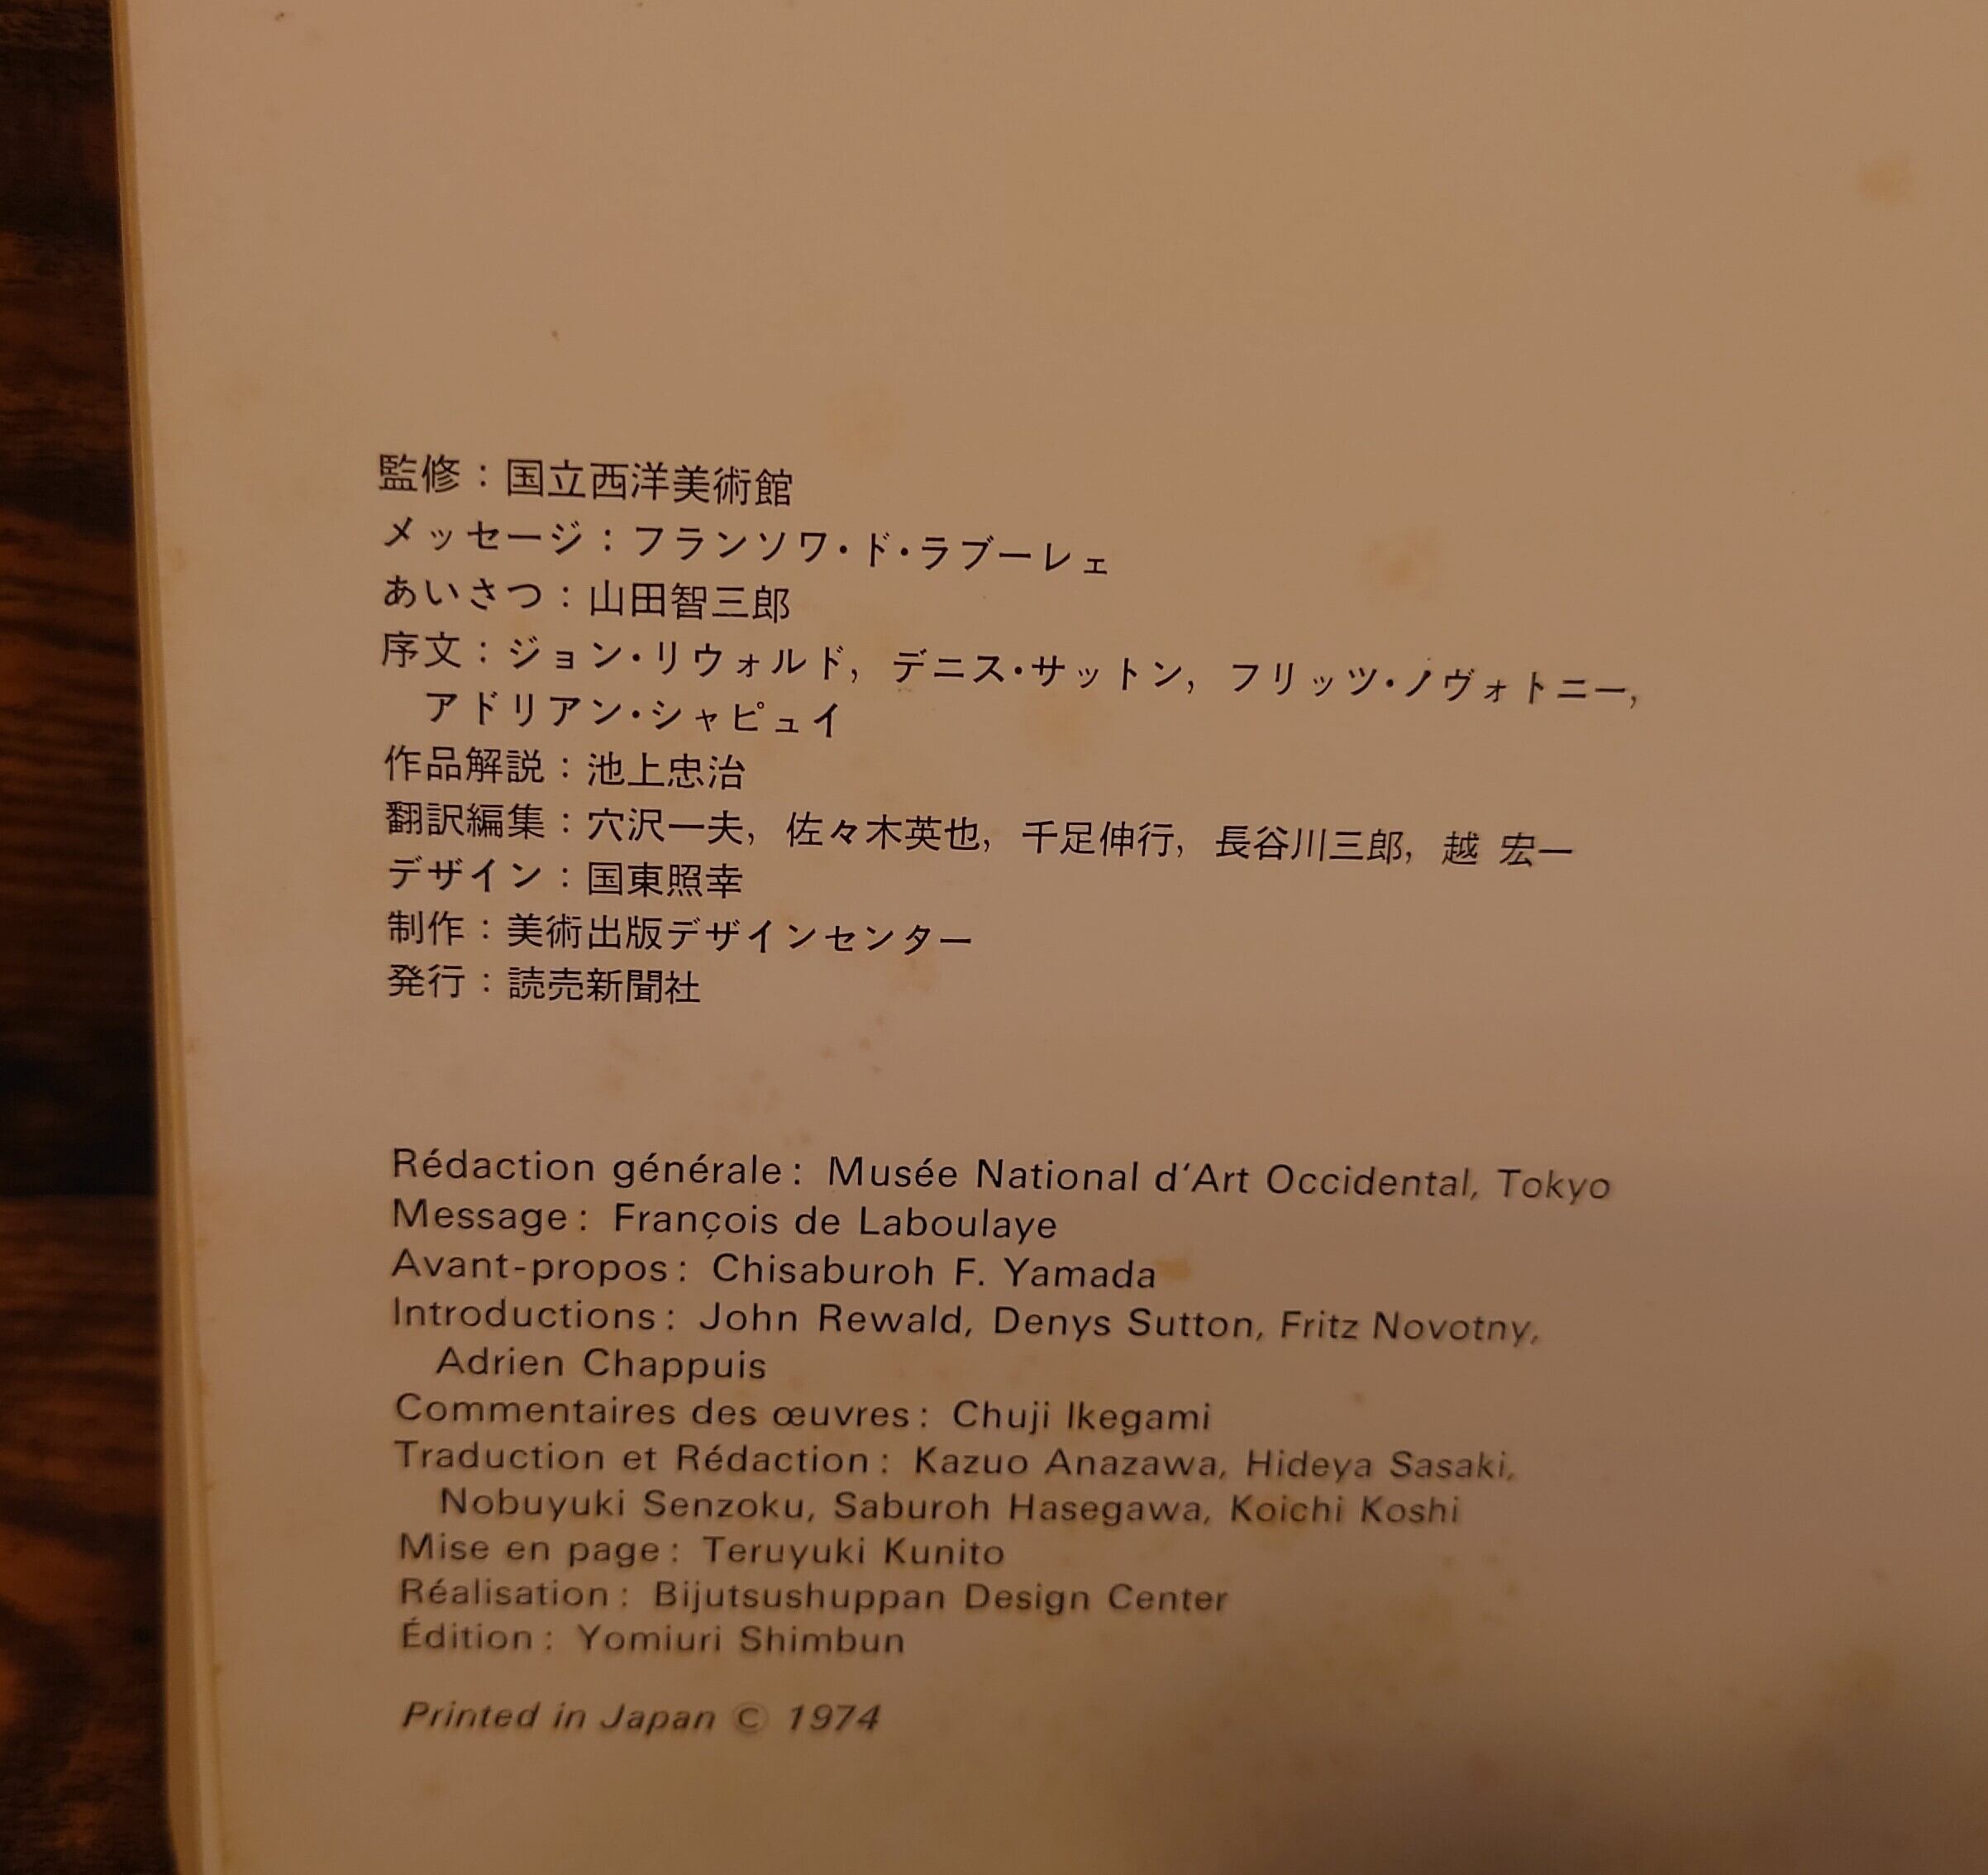 監修：国立西洋美術館
メッセージ：フランソワ・ド・ラブーレェ
あいさつ：山田智三郎
序文：ジョン・リウォルド，デニス・サットン，フリッツ・ノヴォトニー，
アドリアン・シャピュイ
作品解説：池上忠治
翻訳編集：穴沢一夫，佐々木英也，千足伸行，長谷川三郎，越 宏一
デザイン：国東照幸
制作：美術出版デザインセンター
発行：読売新聞社
Rédaction générale: Musée National d'Art Occidental, Tokyo
Message: François de Laboulaye
Avant-propos: Chisaburoh F. Yamada
Introductions: John Rewald, Denys Sutton, Fritz Novotny,
Adrien Chappuis
Commentaires des œuvres: Chuji Ikegami
Traduction et Rédaction: Kazuo Anazawa, Hideya Sasaki,
Nobuyuki Senzoku, Saburoh Hasegawa, Koichi Koshi
Mise en page: Teruyuki Kunito
Réalisation: Bijutsushuppan Design Center
Édition: Yomiuri Shimbun
Printed in Japan © 1974